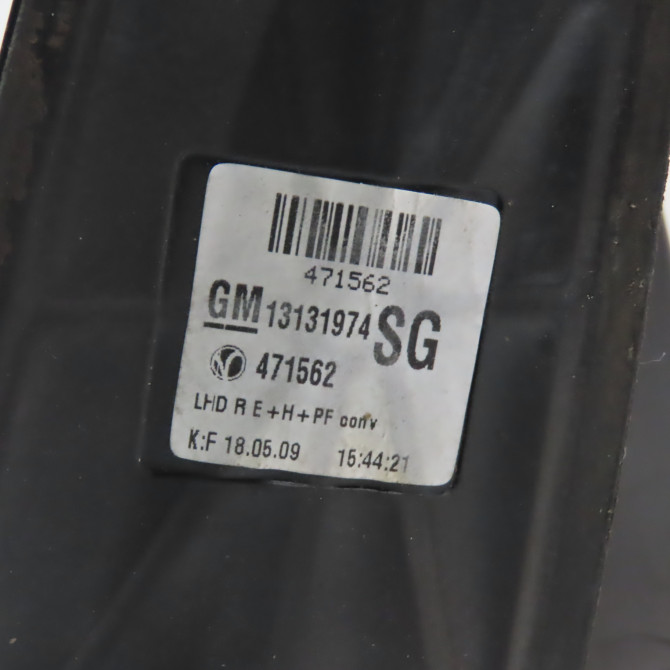 471562
GM 13131974 SG
471562
LHD R E+H+PF conv
K:F 18.05.09 15:44:21